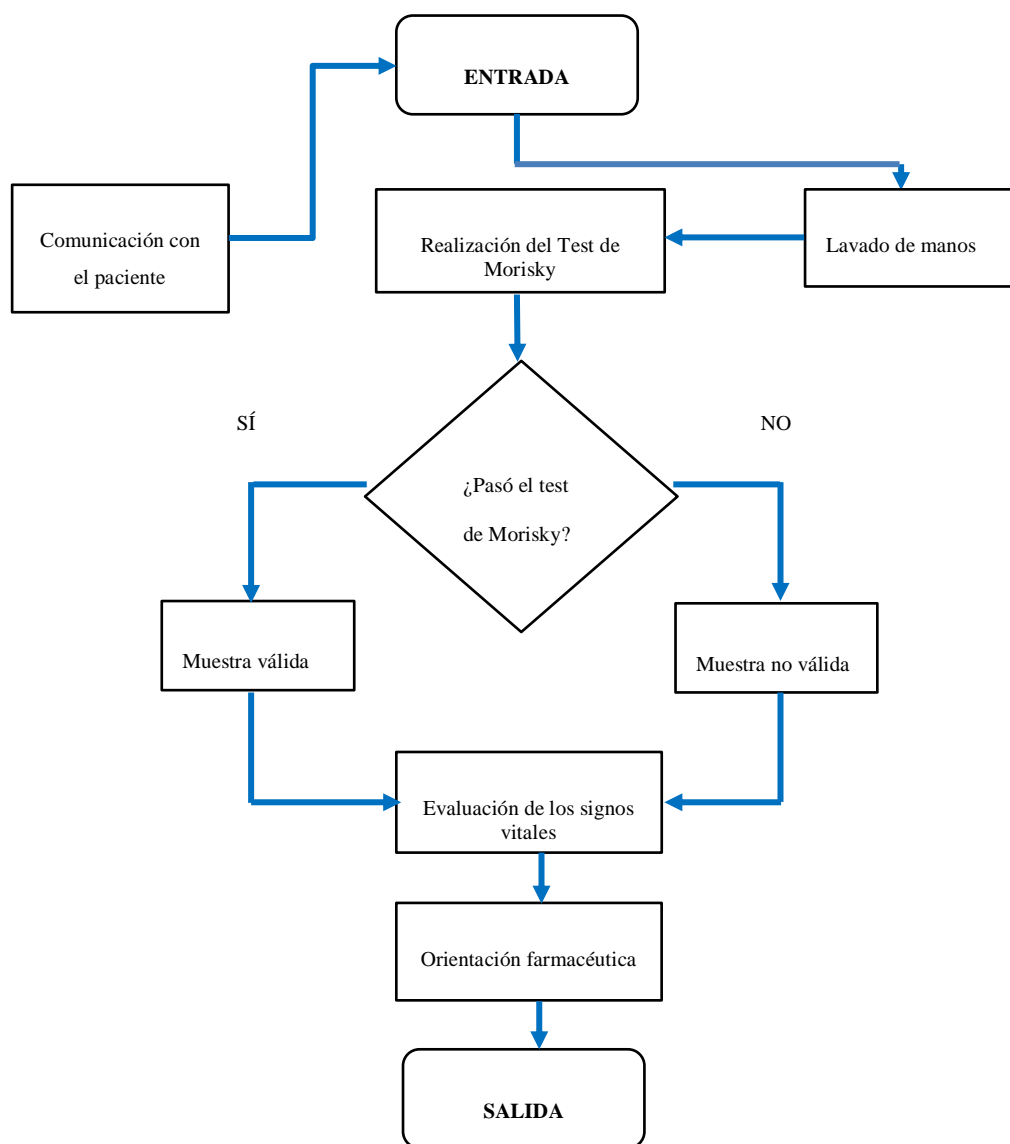 ENTRADA
Comunicación con
el paciente
Realización del Test de
Morisky
Lavado de manos
SÍ
NO
¿Pasó el test
de Morisky?
Muestra válida
Muestra no válida
Evaluación de los signos
vitales
Orientación farmacéutica
SALIDA